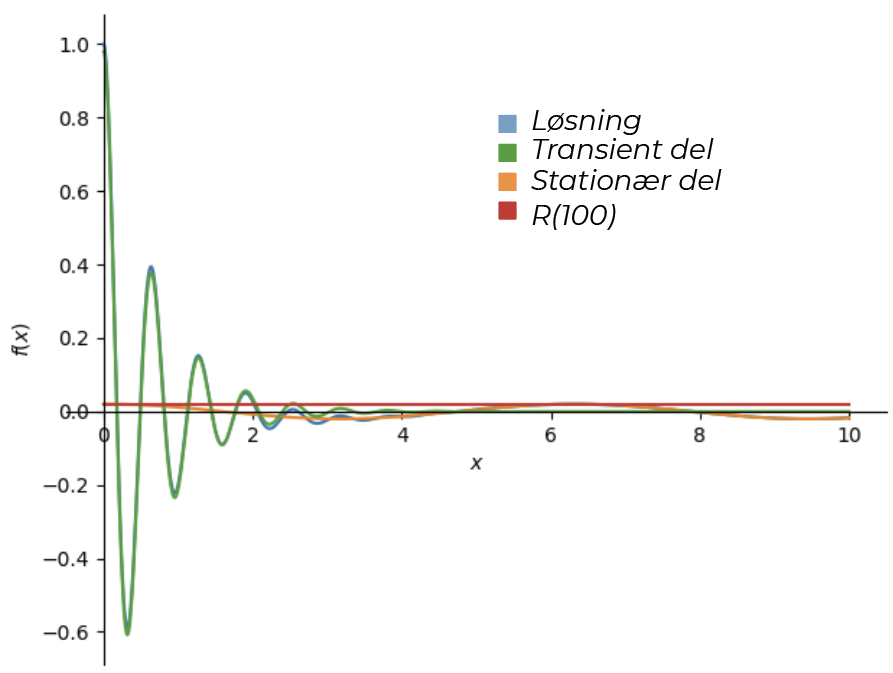 1.0
0.8
0.6
0.4
0.2
0.0
−0.2
−0.4
−0.6
0
2
4
6
8
10
f(x)
x
Løsning
Transient del
Stationær del
R(100)